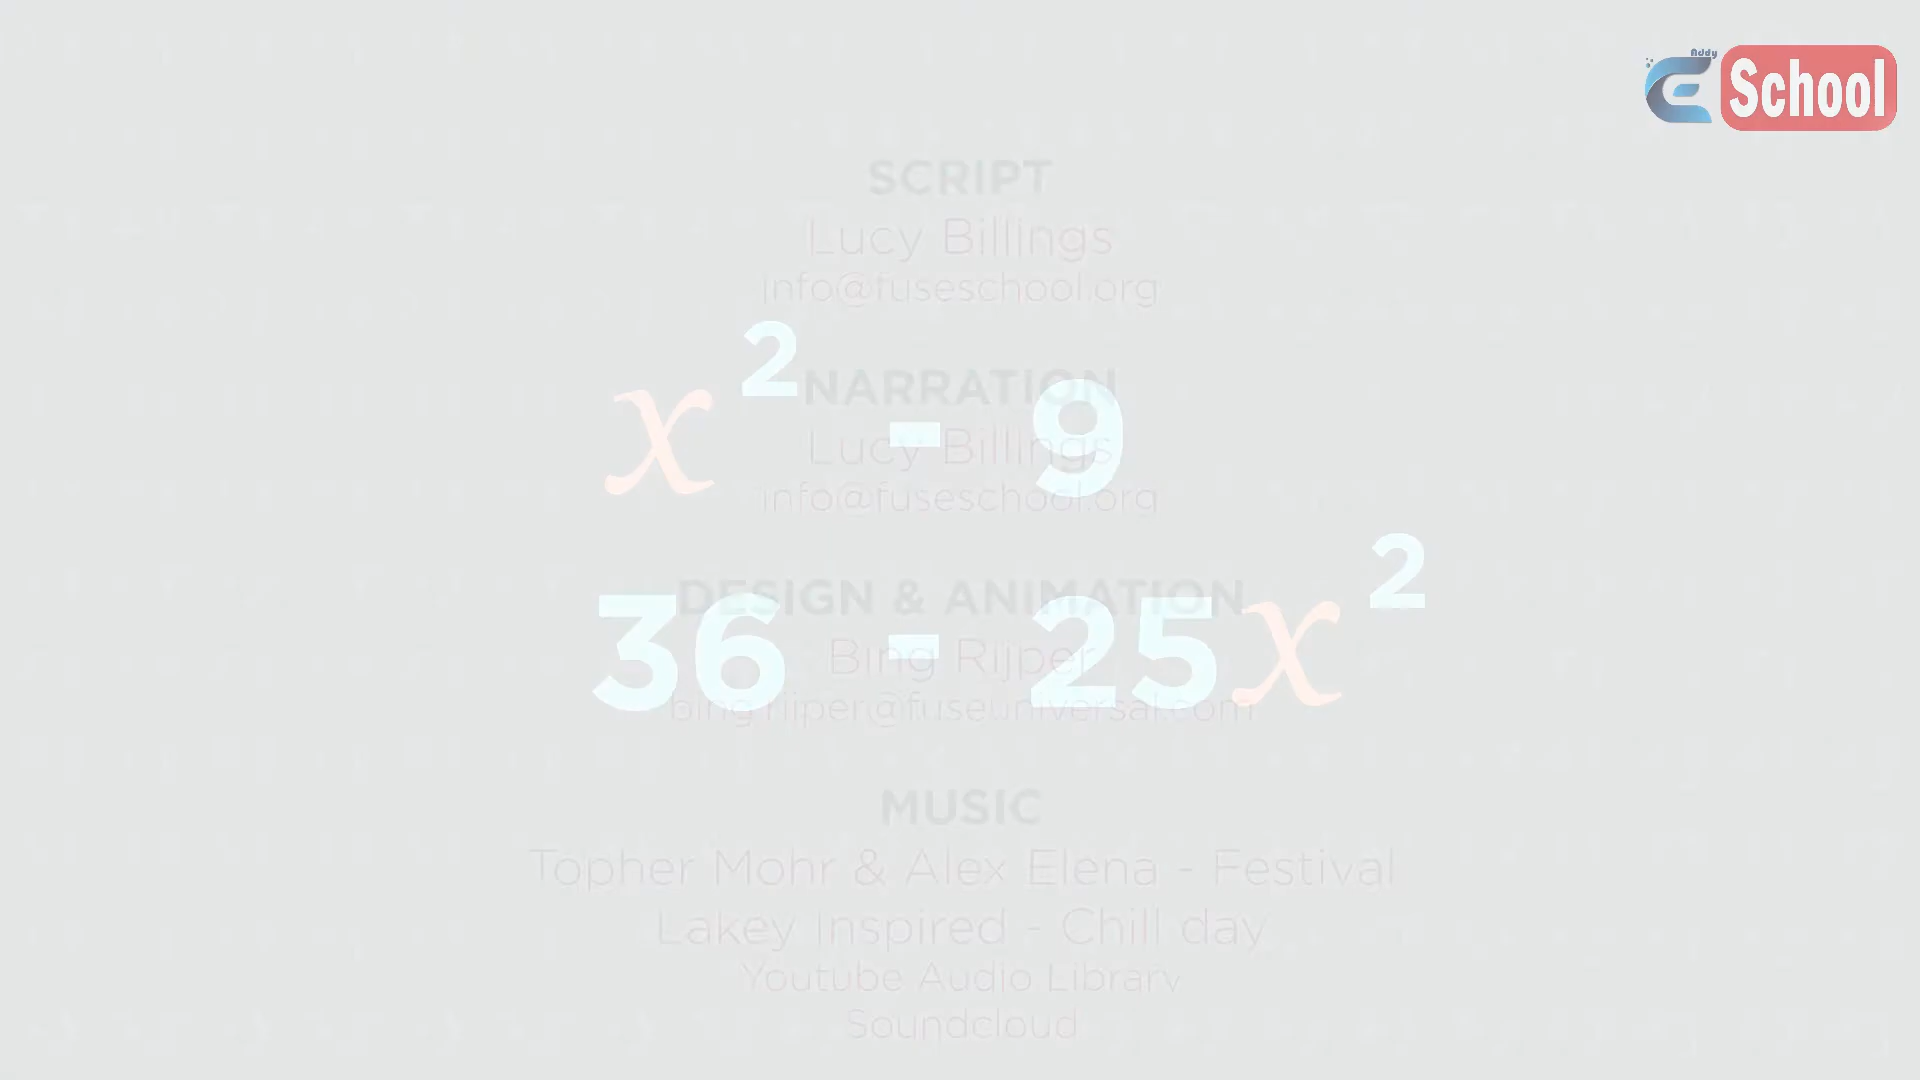 Addy
School
SCRIPT
Lucy Billings
info@fuseschool.org
x² - 9
NARRATION
Lucy Billings
info@fuseschool.org
36 - 25x²
DESIGN & ANIMATION
Bing Rijper
bing.rijper@fuseuniversal.com
MUSIC
Topher Mohr & Alex Elena - Festival
Lakey Inspired - Chill day
Youtube Audio Library
Soundcloud